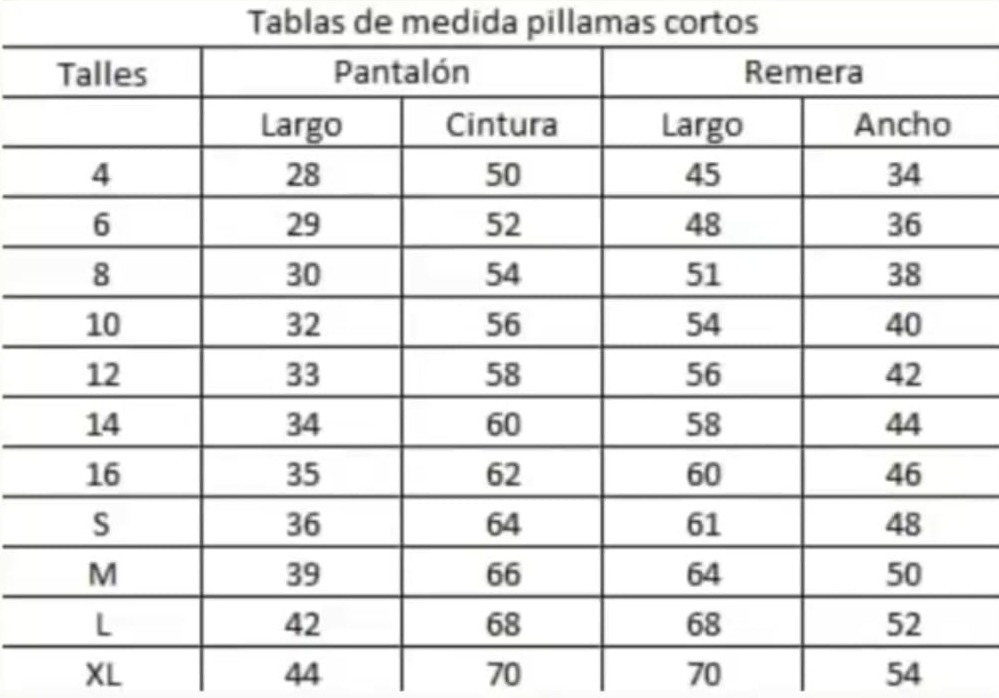 Tablas de medida pillamas cortos
Talles Pantalón Remera
Largo Cintura Largo Ancho
4 28 50 45 34
6 29 52 48 36
8 30 54 51 38
10 32 56 54 40
12 33 58 56 42
14 34 60 58 44
16 35 62 60 46
S 36 64 61 48
M 39 66 64 50
L 42 68 68 52
XL 44 70 70 54